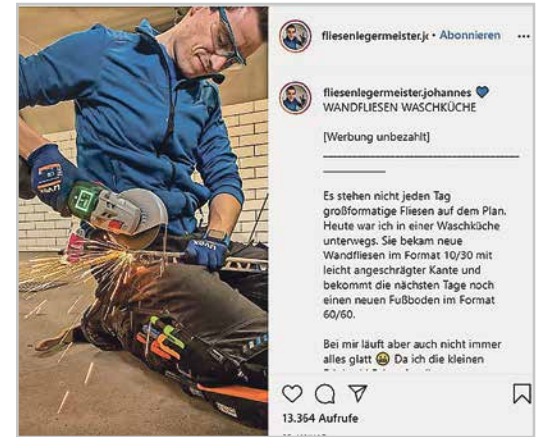 fliesenlegermeister.jc • Abonnieren
fliesenlegermeister.johannes
WANDFLIESEN WASCHKÜCHE
[Werbung unbezahlt]
Es stehen nicht jeden Tag
großformatige Fliesen auf dem Plan.
Heute war ich in einer Waschküche
unterwegs. Sie bekam neue
Wandfliesen im Format 10/30 mit
leicht angeschrägter Kante und
bekommt die nächsten Tage noch
einen neuen Fußboden im Format
60/60.
Bei mir läuft aber auch nicht immer
alles glatt 😩 Da ich die kleinen
13.364 Aufrufe
uvex
uvex